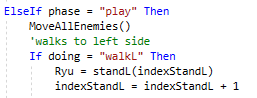 ElseIf phase = "play" Then
MoveAllEnemies()
'walks to left side
If doing = "walkL" Then
Ryu = standL(indexStandL)
indexStandL = indexStandL + 1